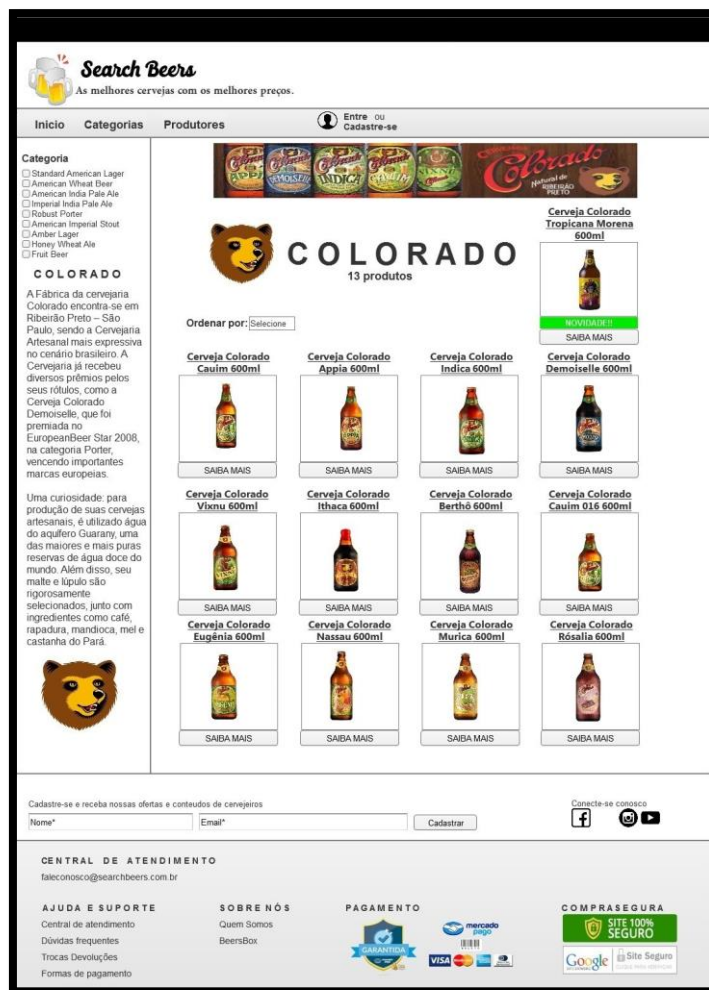 Search Beers
As melhores cervejas com os melhores preços.
Inicio Categorias Produtores Entre ou
Cadastre-se
Categoria
Standard American Lager
American Wheat Beer
American India Pale Ale
Imperial India Pale Ale
Robust Porter
American Imperial Stout
Amber Lager
Honey Wheat Ale
Fruit Beer
COLORADO
A Fábrica da cervejaria
Colorado encontra-se em
Ribeirão Preto – São
Paulo, sendo a Cervejaria
Artesanal mais expressiva
no cenário brasileiro. A
Cervejaria já recebeu
diversos prêmios pelos
seus rótulos, como a
Cerveja Colorado
Demoiselle, que foi
premiada no
EuropeanBeer Star 2008,
na categoria Porter,
vencendo importantes
marcas europeias.
Uma curiosidade: para
produção de suas cervejas
artesanais, é utilizado água
do aquífero Guarany, uma
das maiores e mais puras
reservas de água doce do
mundo. Além disso, seu
malte e lúpulo são
rigorosamente
selecionados, junto com
ingredientes como café,
rapadura, mandioca, mel e
castanha do Pará.
APPIA DEMOISELLE INDICA CAUIM
Colorado
Natural de
RIBEIRÃO
PRETO
COLORADO
13 produtos
Cerveja Colorado
Tropicana Morena
600ml
NOVIDADE!!
SAIBA MAIS
Ordenar por: Selecione
Cerveja Colorado Cerveja Colorado Cerveja Colorado Cerveja Colorado
Cauim 600ml Appia 600ml Indica 600ml Demoiselle 600ml
SAIBA MAIS SAIBA MAIS SAIBA MAIS SAIBA MAIS
Cerveja Colorado Cerveja Colorado Cerveja Colorado Cerveja Colorado
Vixnu 600ml Ithaca 600ml Berthô 600ml Cauim 016 600ml
SAIBA MAIS SAIBA MAIS SAIBA MAIS SAIBA MAIS
Cerveja Colorado Cerveja Colorado Cerveja Colorado Cerveja Colorado
Eugênia 600ml Nassau 600ml Murica 600ml Rósalia 600ml
SAIBA MAIS SAIBA MAIS SAIBA MAIS SAIBA MAIS
Cadastre-se e receba nossas ofertas e conteudos de cervejeiros
Nome* Email* Cadastrar
Conecte-se conosco
CENTRAL DE ATENDIMENTO
faleconosco@searchbeers.com.br
AJUDA E SUPORTE
Central de atendimento
Dúvidas frequentes
Trocas Devoluções
Formas de pagamento
SOBRE NÓS
Quem Somos
BeersBox
PAGAMENTO
GARANTIDA
mercado
pago
VISA
COMPRASEGURA
SITE 100%
SEGURO
Google Site Seguro